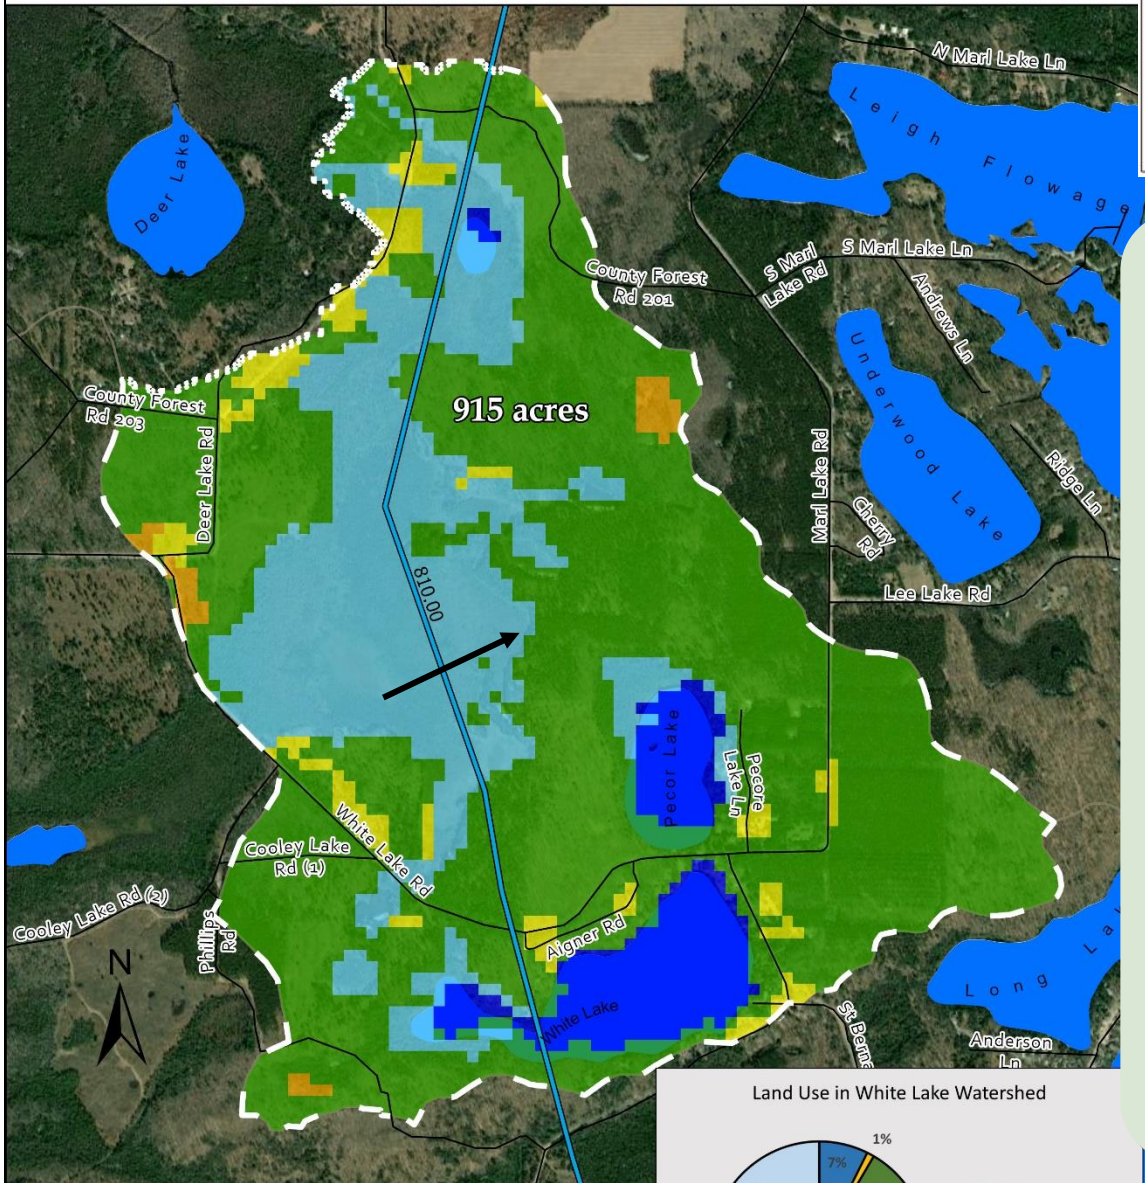 N Marl Lake Ln
Leigh Flowage
Deer Lake
S Marl Lake Ln
S Marl
Lake Rd
County Forest
Rd 201
Andrews Ln
Underwood Lake
County Forest
Rd 203
915 acres
Deer Lake Rd
Marl Lake Rd
Ridge Ln
Cherry
Rd
810.00
Lee Lake Rd
Pecor Lake
Pecore
Lake Ln
White Lake Rd
Cooley Lake
Rd (1)
Cooley Lake Rd (2)
Phillips
Rd
Aigner Rd
N
White Lake
Long La
St Berna
Anderson
Ln
Land Use in White Lake Watershed
1%
7%